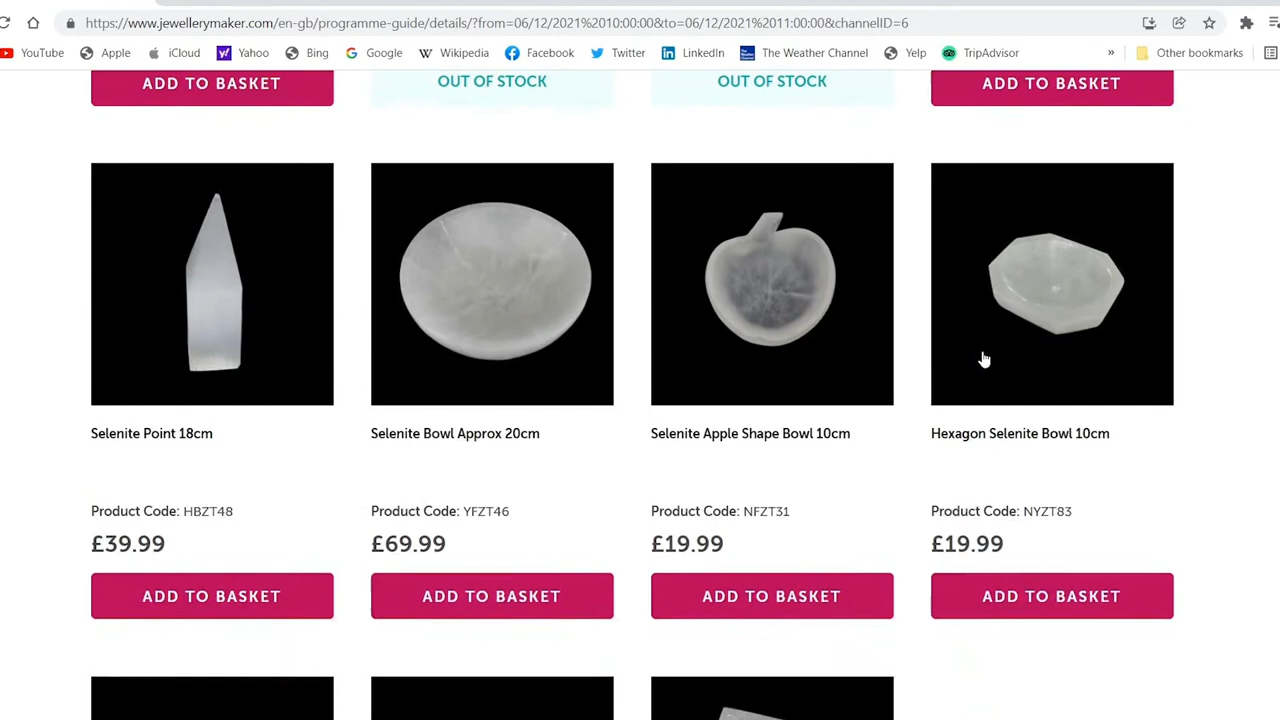 https://www.jewellerymaker.com/en-gb/programme-guide/details/?from=06/12/2021%2010:00:00&to=06/12/2021%2011:00:00&channelID=6
YouTube Apple iCloud Yahoo Bing Google Wikipedia Facebook Twitter LinkedIn The Weather Channel Yelp TripAdvisor » Other bookmarks
ADD TO BASKET OUT OF STOCK OUT OF STOCK ADD TO BASKET
Selenite Point 18cm Selenite Bowl Approx 20cm Selenite Apple Shape Bowl 10cm Hexagon Selenite Bowl 10cm
Product Code: HBZT48 Product Code: YFZT46 Product Code: NFZT31 Product Code: NYZT83
£39.99 £69.99 £19.99 £19.99
ADD TO BASKET ADD TO BASKET ADD TO BASKET ADD TO BASKET